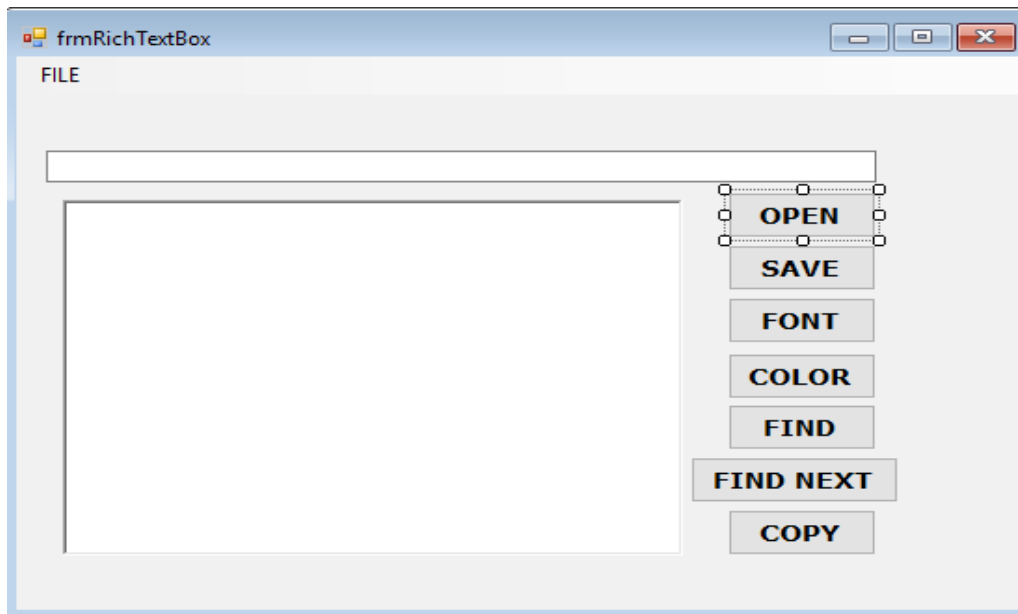 frmRichTextBox
FILE
OPEN
SAVE
FONT
COLOR
FIND
FIND NEXT
COPY